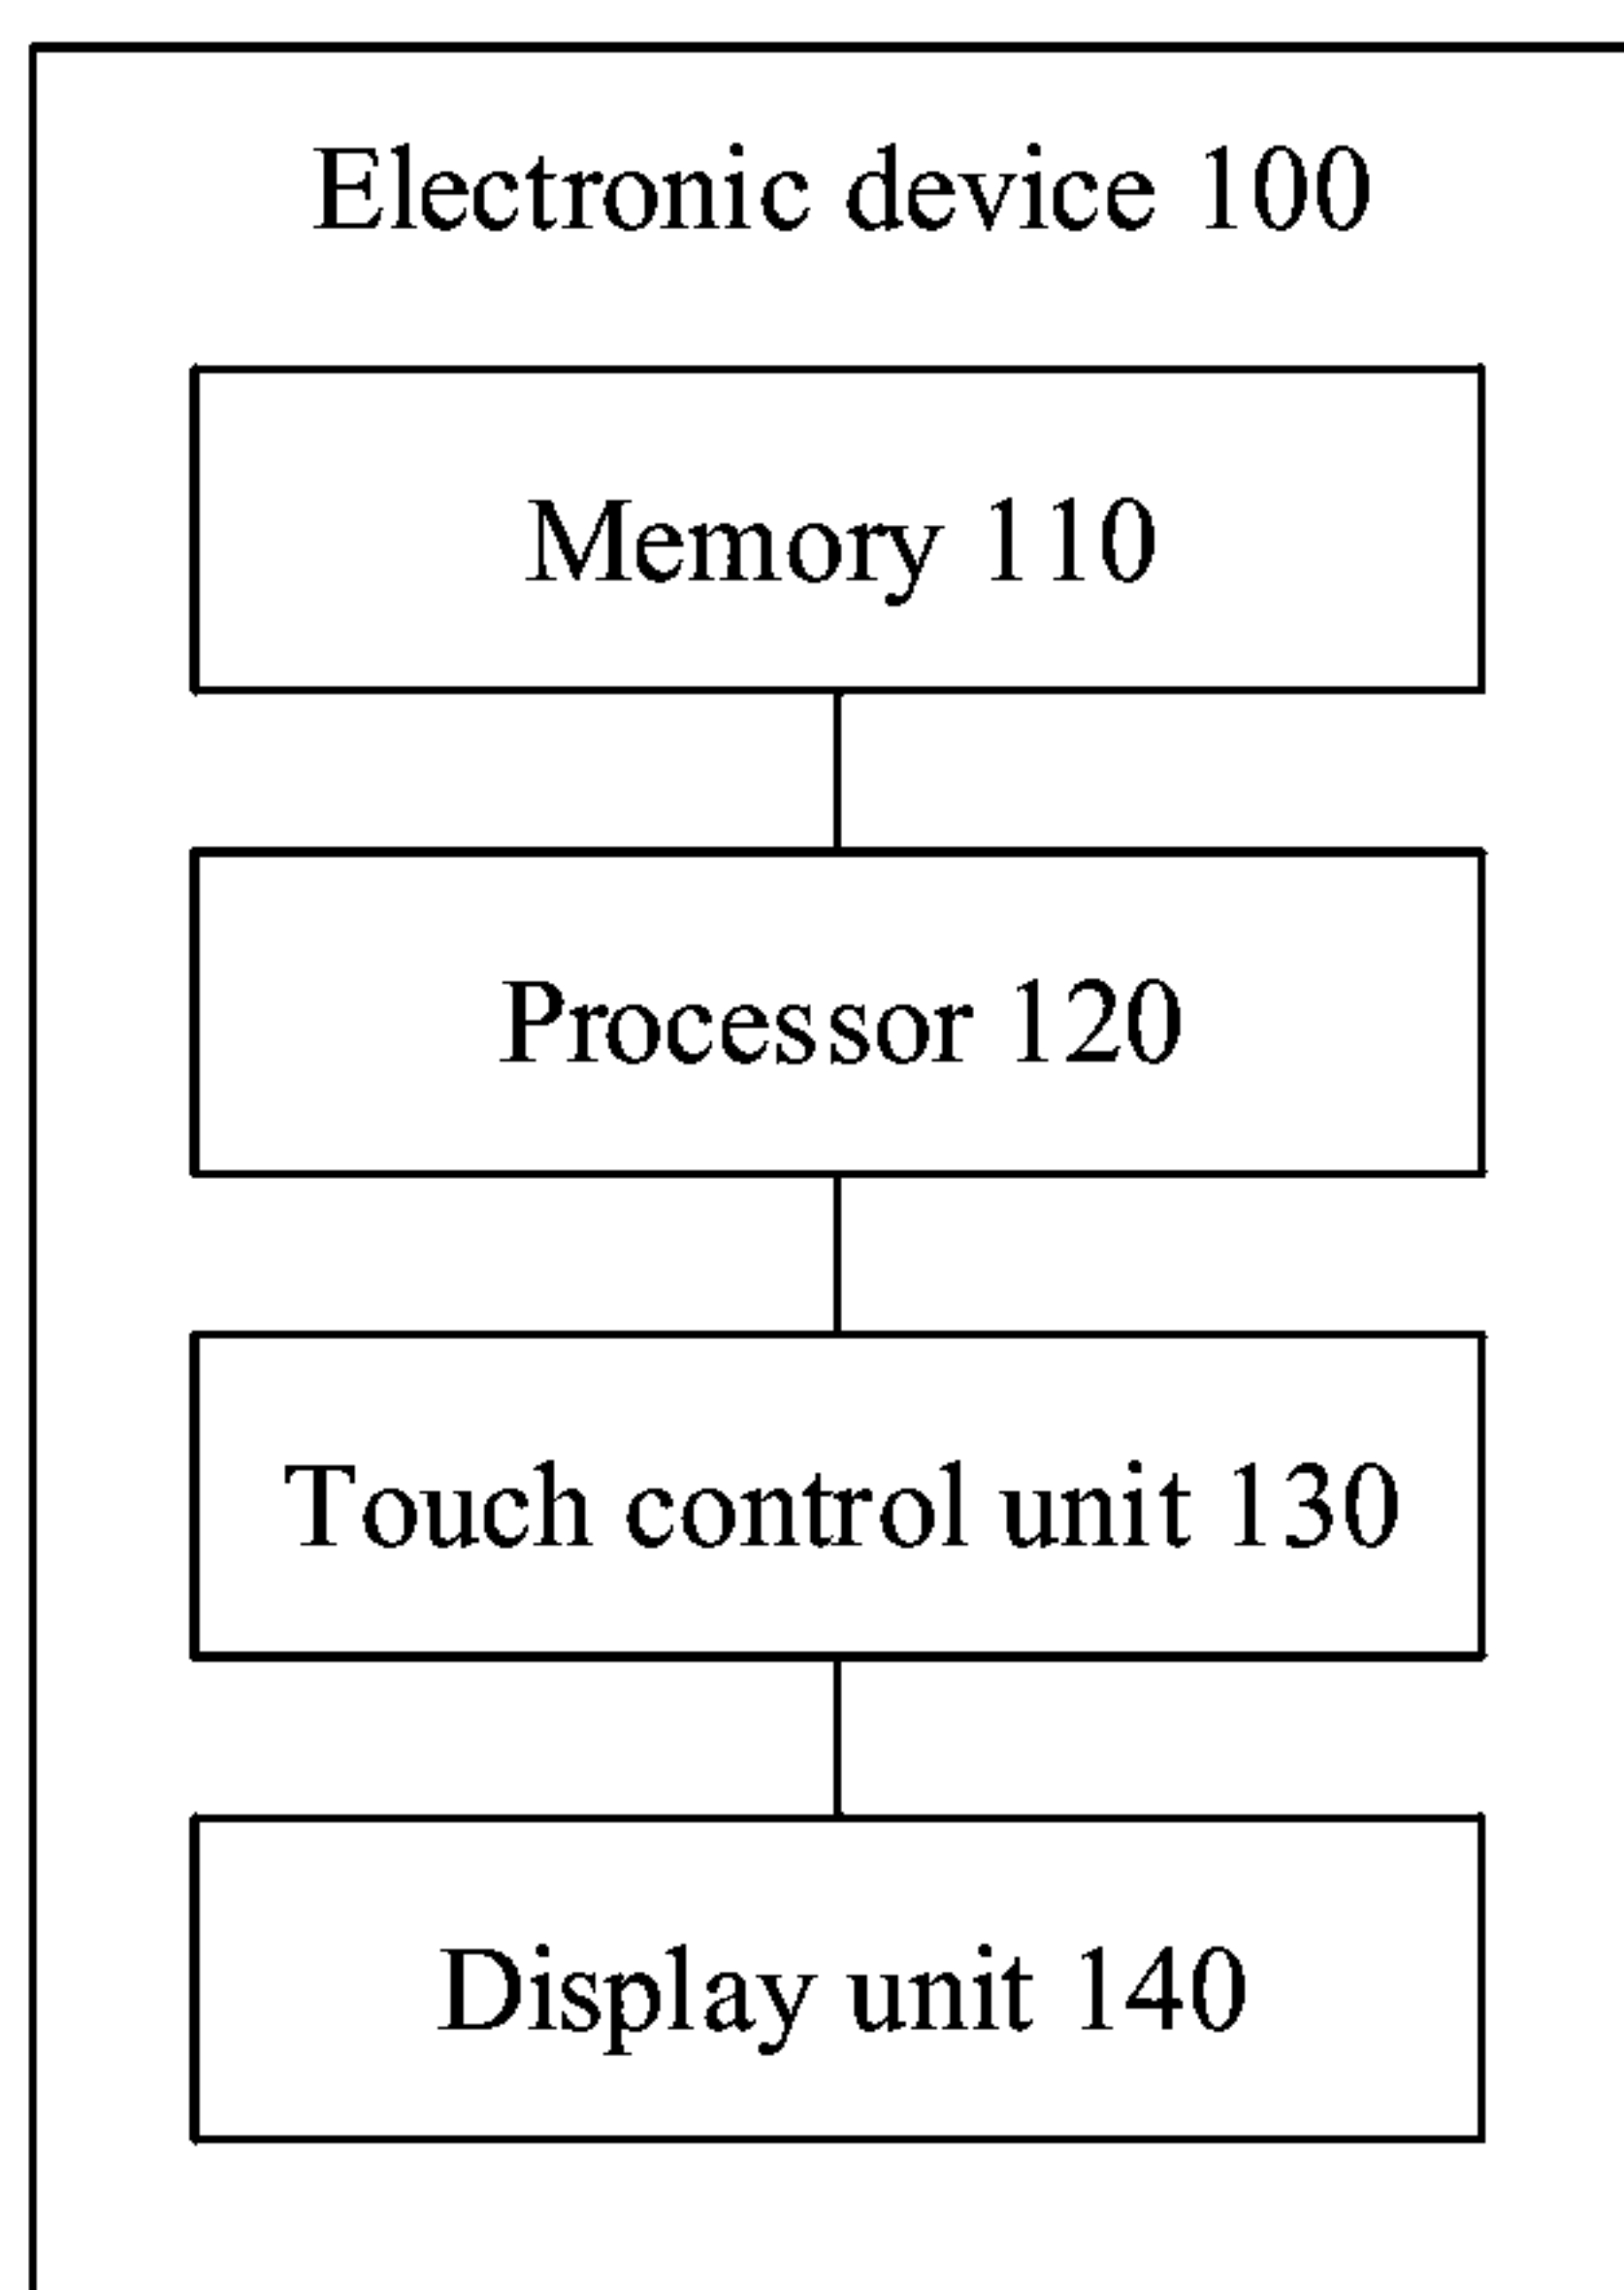 Electronic device 100
Memory 110
Processor 120
Touch control unit 130
Display unit 140